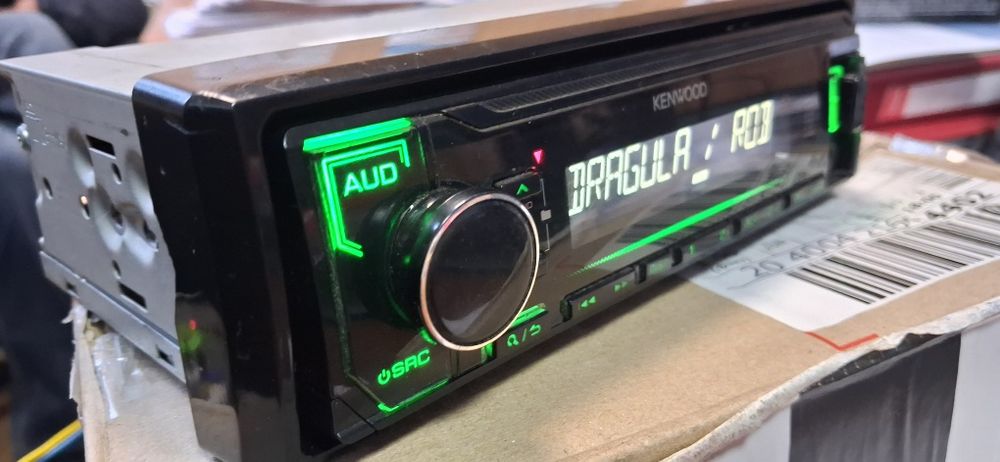 KENWOOD
AUD
DRAGULA / ROB
SRC